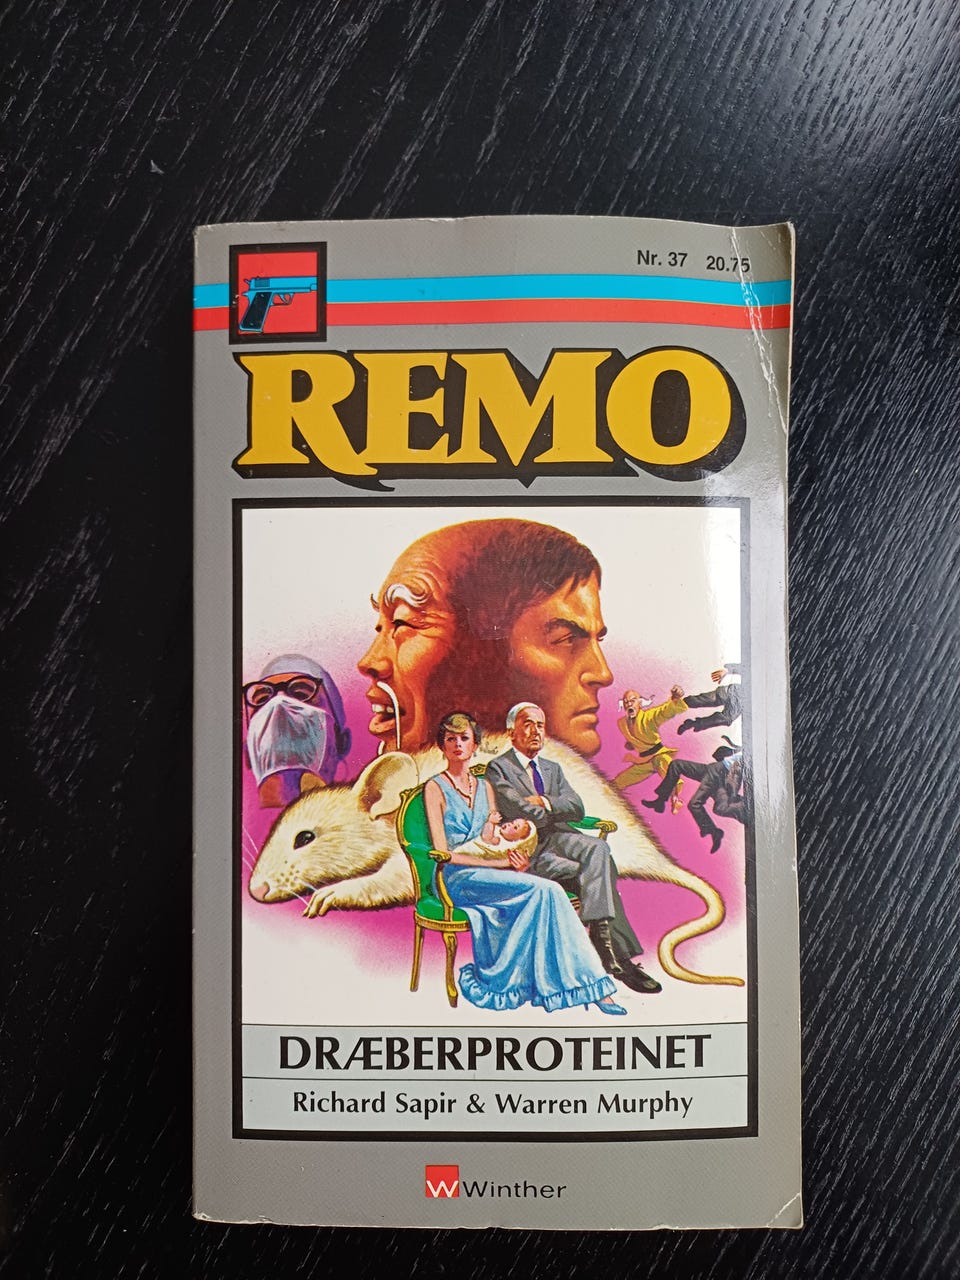 Nr. 37 20.75
REMO
DRÆBERPROTEINET
Richard Sapir & Warren Murphy
W Winther